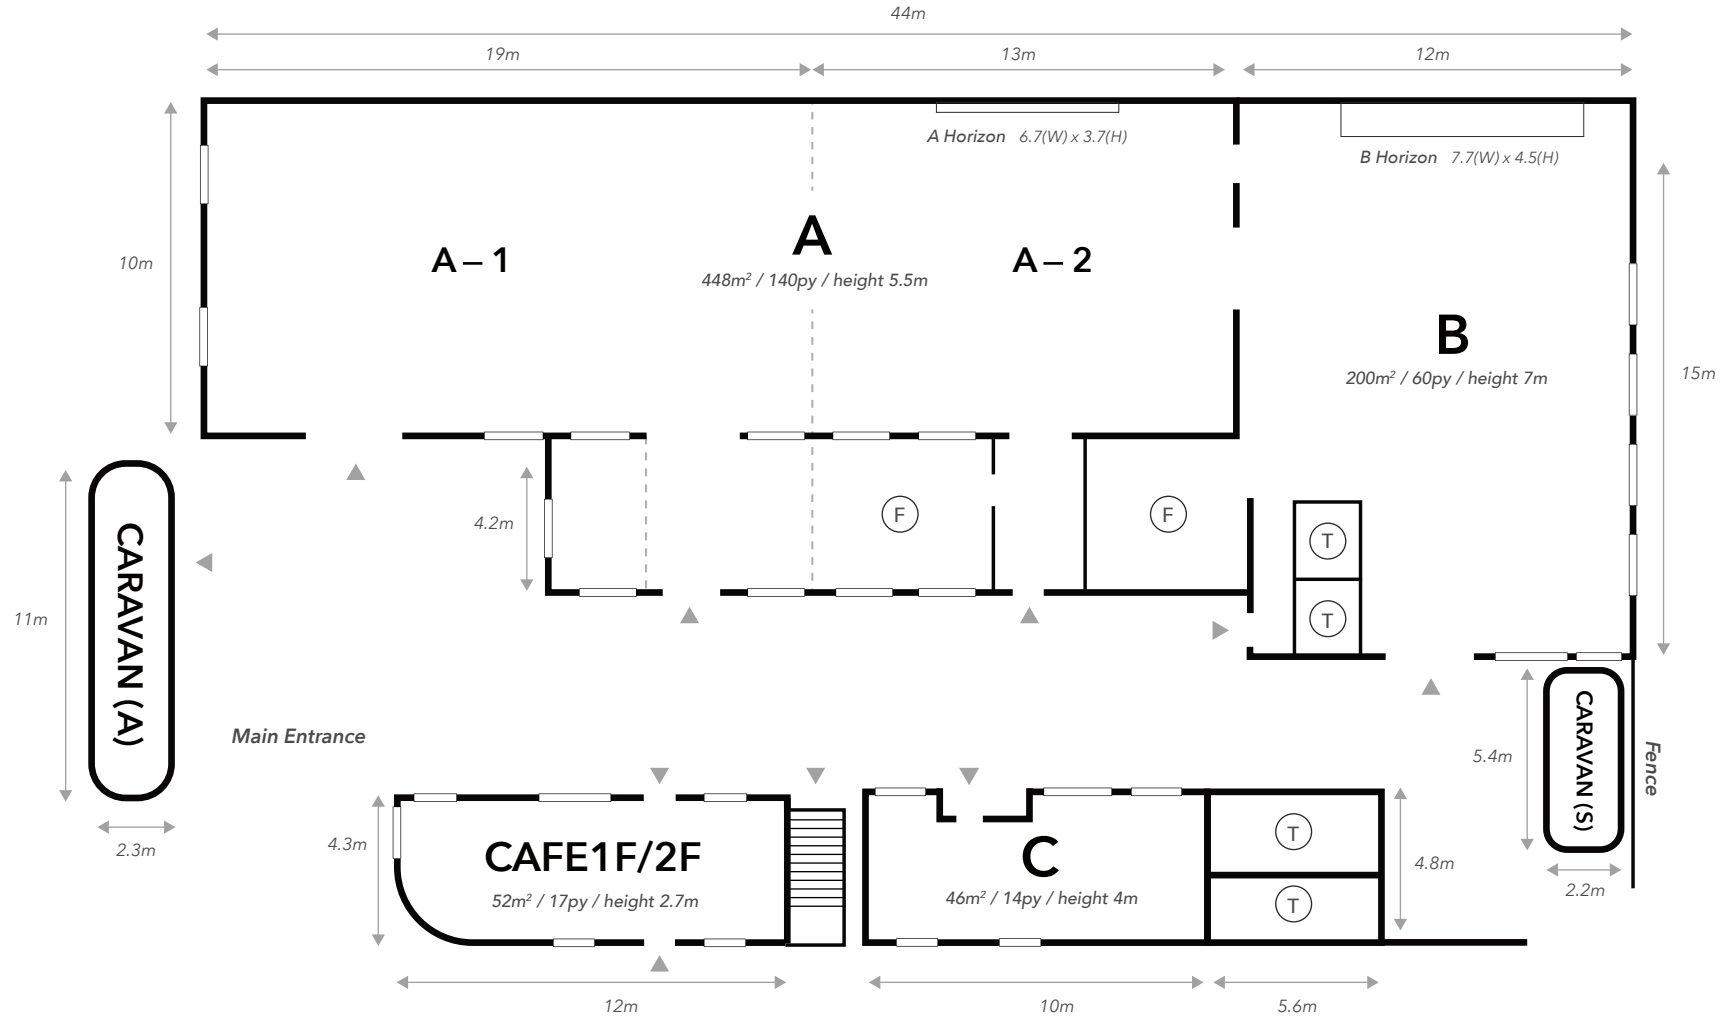 44m
19m
13m
12m
A Horizon 6.7(W) x 3.7(H)
B Horizon 7.7(W) x 4.5(H)
10m
A – 1
A
A – 2
448m² / 140py / height 5.5m
B
200m² / 60py / height 7m
15m
4.2m
F
F
T
T
11m
CARAVAN (A)
2.3m
Main Entrance
5.4m
CARAVAN (S)
Fence
2.2m
4.3m
CAFE1F/2F
52m² / 17py / height 2.7m
C
46m² / 14py / height 4m
T
T
4.8m
12m
10m
5.6m